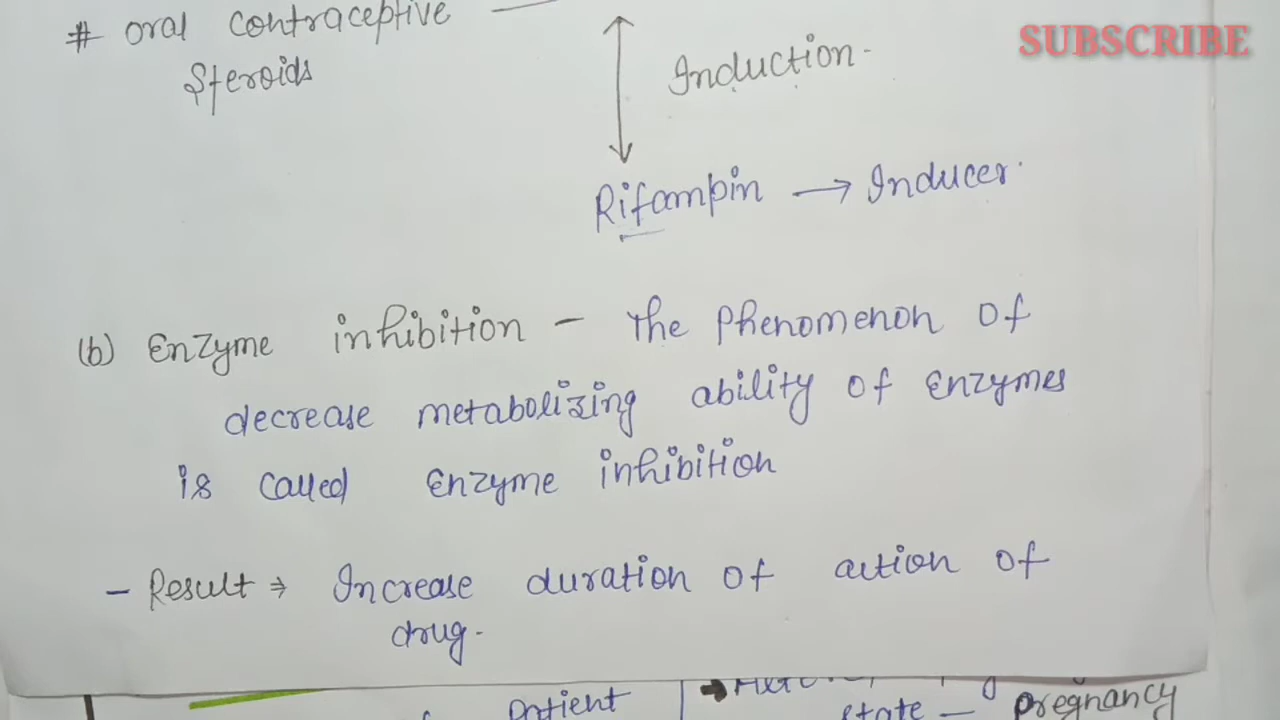 # oral contraceptive
Steroids
Induction.
SUBSCRIBE
Rifampin → Inducer.
(b) Enzyme inhibition - The Phenomenon of
decrease metabolizing ability of Enzymes
is called Enzyme inhibition
- Result ⇒ Increase duration of action of
drug.
Patient
state - pregnancy